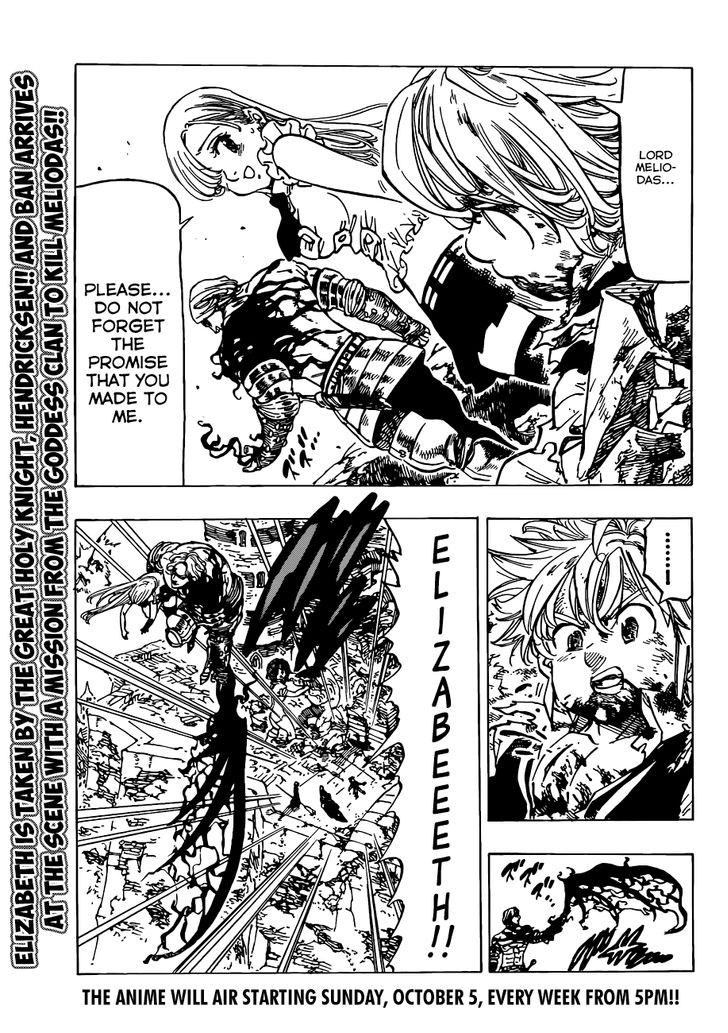 LORD
MELIO-
DAS...
PLEASE...
DO NOT
FORGET
THE
PROMISE
THAT YOU
MADE TO
ME.
..........!
ELIZABEEEETH!!
ELIZABETH IS TAKEN BY THE GREAT HOLY KNIGHT, HENDRICKSEN!! AND BAN ARRIVES
AT THE SCENE WITH A MISSION FROM THE GODDESS CLAN TO KILL MELIODAS!!
THE ANIME WILL AIR STARTING SUNDAY, OCTOBER 5, EVERY WEEK FROM 5PM!!